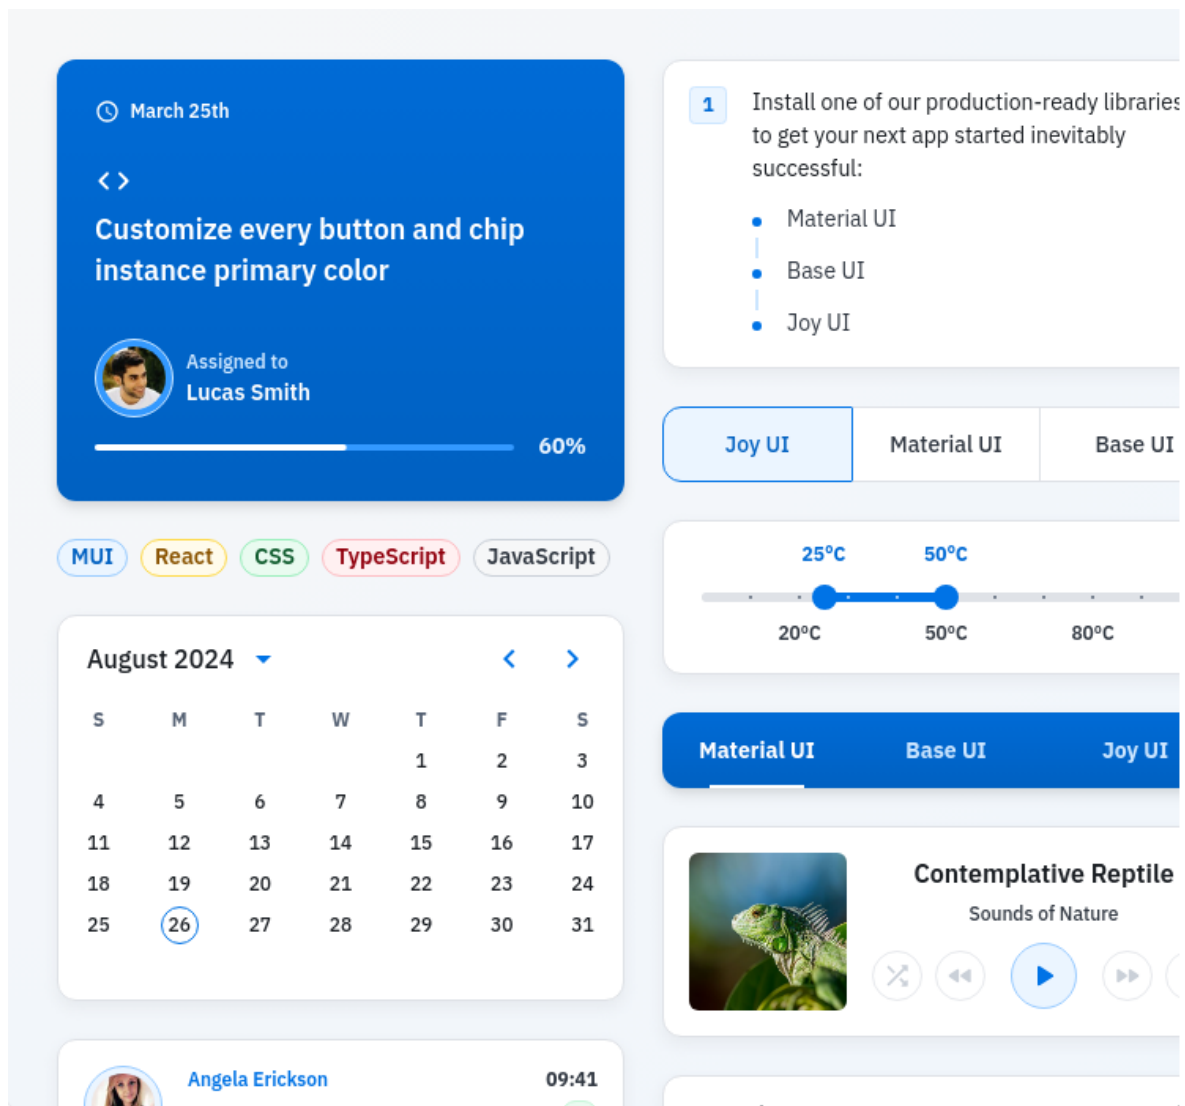 March 25th
Customize every button and chip
instance primary color
Assigned to
Lucas Smith
60%
MUI React CSS TypeScript JavaScript
August 2024
S M T W T F S
1 2 3
4 5 6 7 8 9 10
11 12 13 14 15 16 17
18 19 20 21 22 23 24
25 26 27 28 29 30 31
Angela Erickson 09:41
1
Install one of our production-ready libraries
to get your next app started inevitably
successful:
Material UI
Base UI
Joy UI
Joy UI Material UI Base UI
25°C 50°C
20°C 50°C 80°C
Material UI Base UI Joy UI
Contemplative Reptile
Sounds of Nature